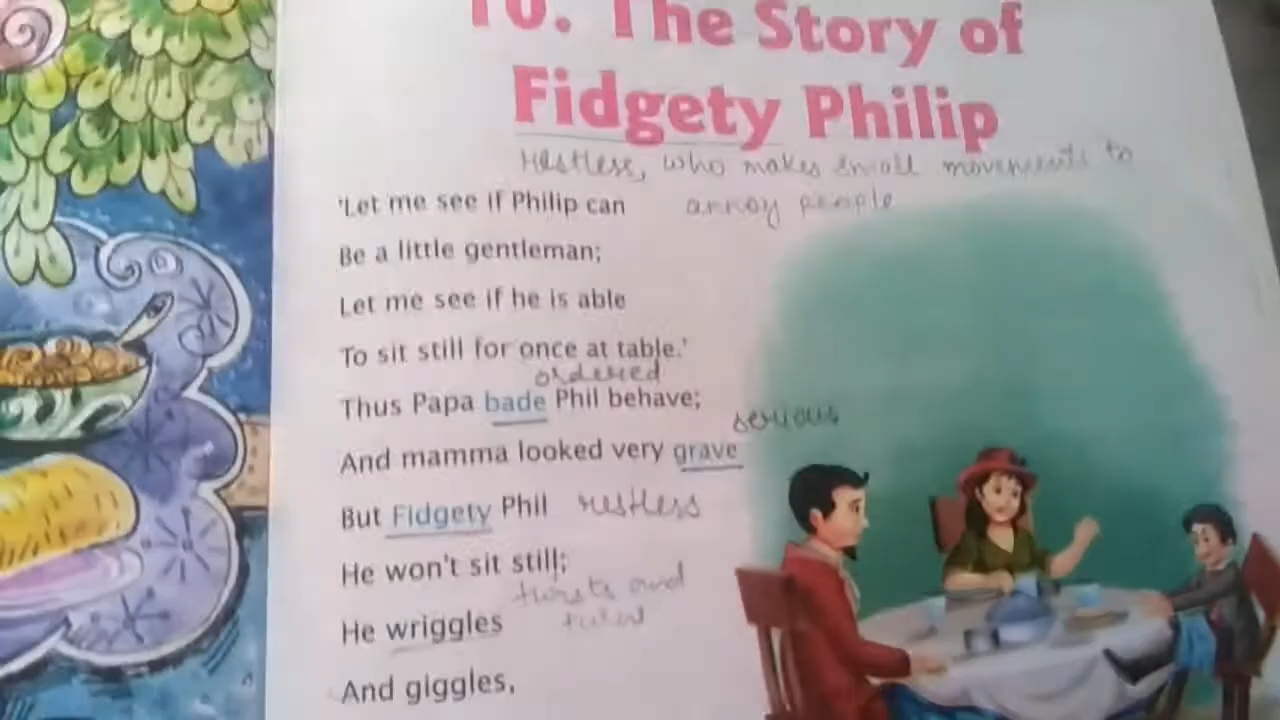 10. The Story of
Fidgety Philip
restless, who makes small movements to
annoy people
'Let me see if Philip can
Be a little gentleman;
Let me see if he is able
To sit still for once at table.'
ordered
Thus Papa bade Phil behave;
serious
And mamma looked very grave
But Fidgety Phil restless
He won't sit still;
twists and
He wriggles turns
And giggles,